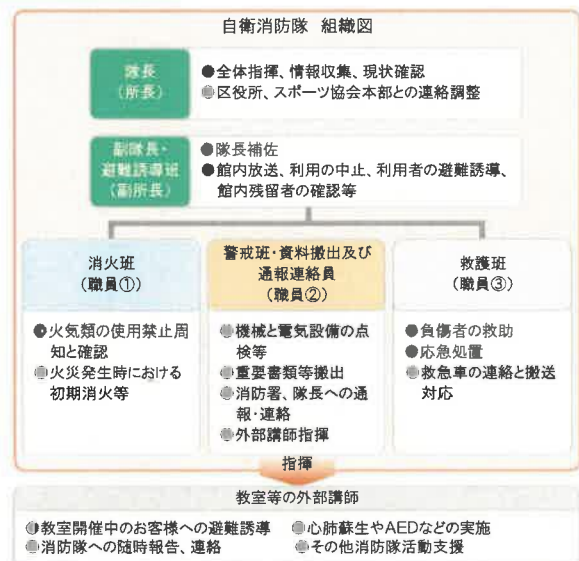 自衛消防隊 組織図
隊長
(所長)
●全体指揮、情報収集、現状確認
●区役所、スポーツ協会本部との連絡調整
副隊長・
避難誘導班
(副所長)
●隊長補佐
●館内放送、利用の中止、利用者の避難誘導、
館内残留者の確認等
消火班
(職員①)
●火気類の使用禁止周
知と確認
●火災発生時における
初期消火等
警戒班・資料搬出及び
通報連絡員
(職員②)
●機械と電気設備の点
検等
●重要書類等搬出
●消防署、隊長への通
報・連絡
●外部講師指揮
救護班
(職員③)
●負傷者の救助
●応急処置
●救急車の連絡と搬送
対応
指揮
教室等の外部講師
●教室開催中のお客様への避難誘導
●消防隊への随時報告、連絡
●心肺蘇生やAEDなどの実施
●その他消防隊活動支援